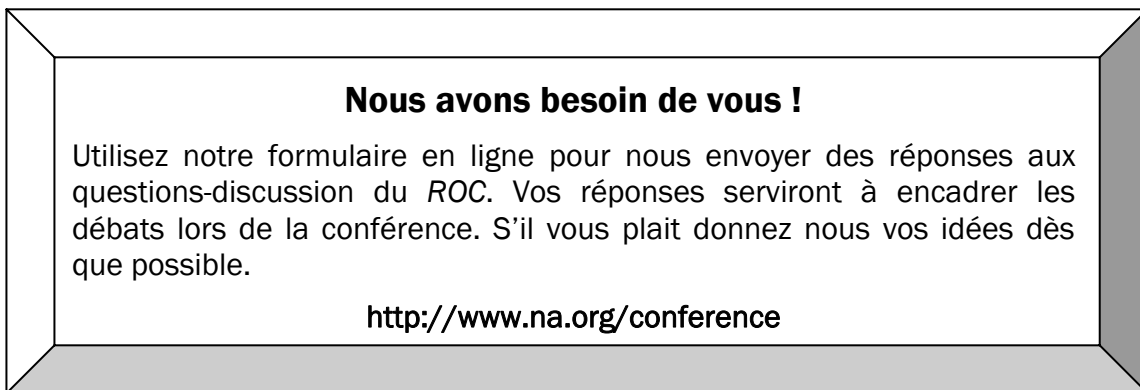 Nous avons besoin de vous !
Utilisez notre formulaire en ligne pour nous envoyer des réponses aux
questions-discussion du ROC. Vos réponses serviront à encadrer les
débats lors de la conférence. S'il vous plait donnez nous vos idées dès
que possible.
http://www.na.org/conference